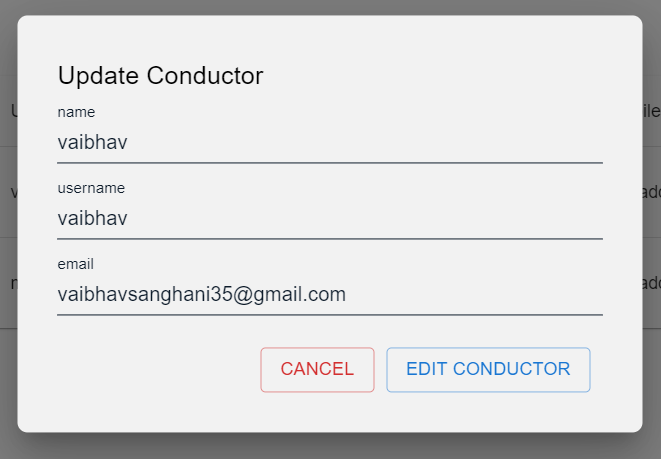 Update Conductor
name
vaibhav
username
vaibhav
email
vaibhavsanghani35@gmail.com
CANCEL EDIT CONDUCTOR